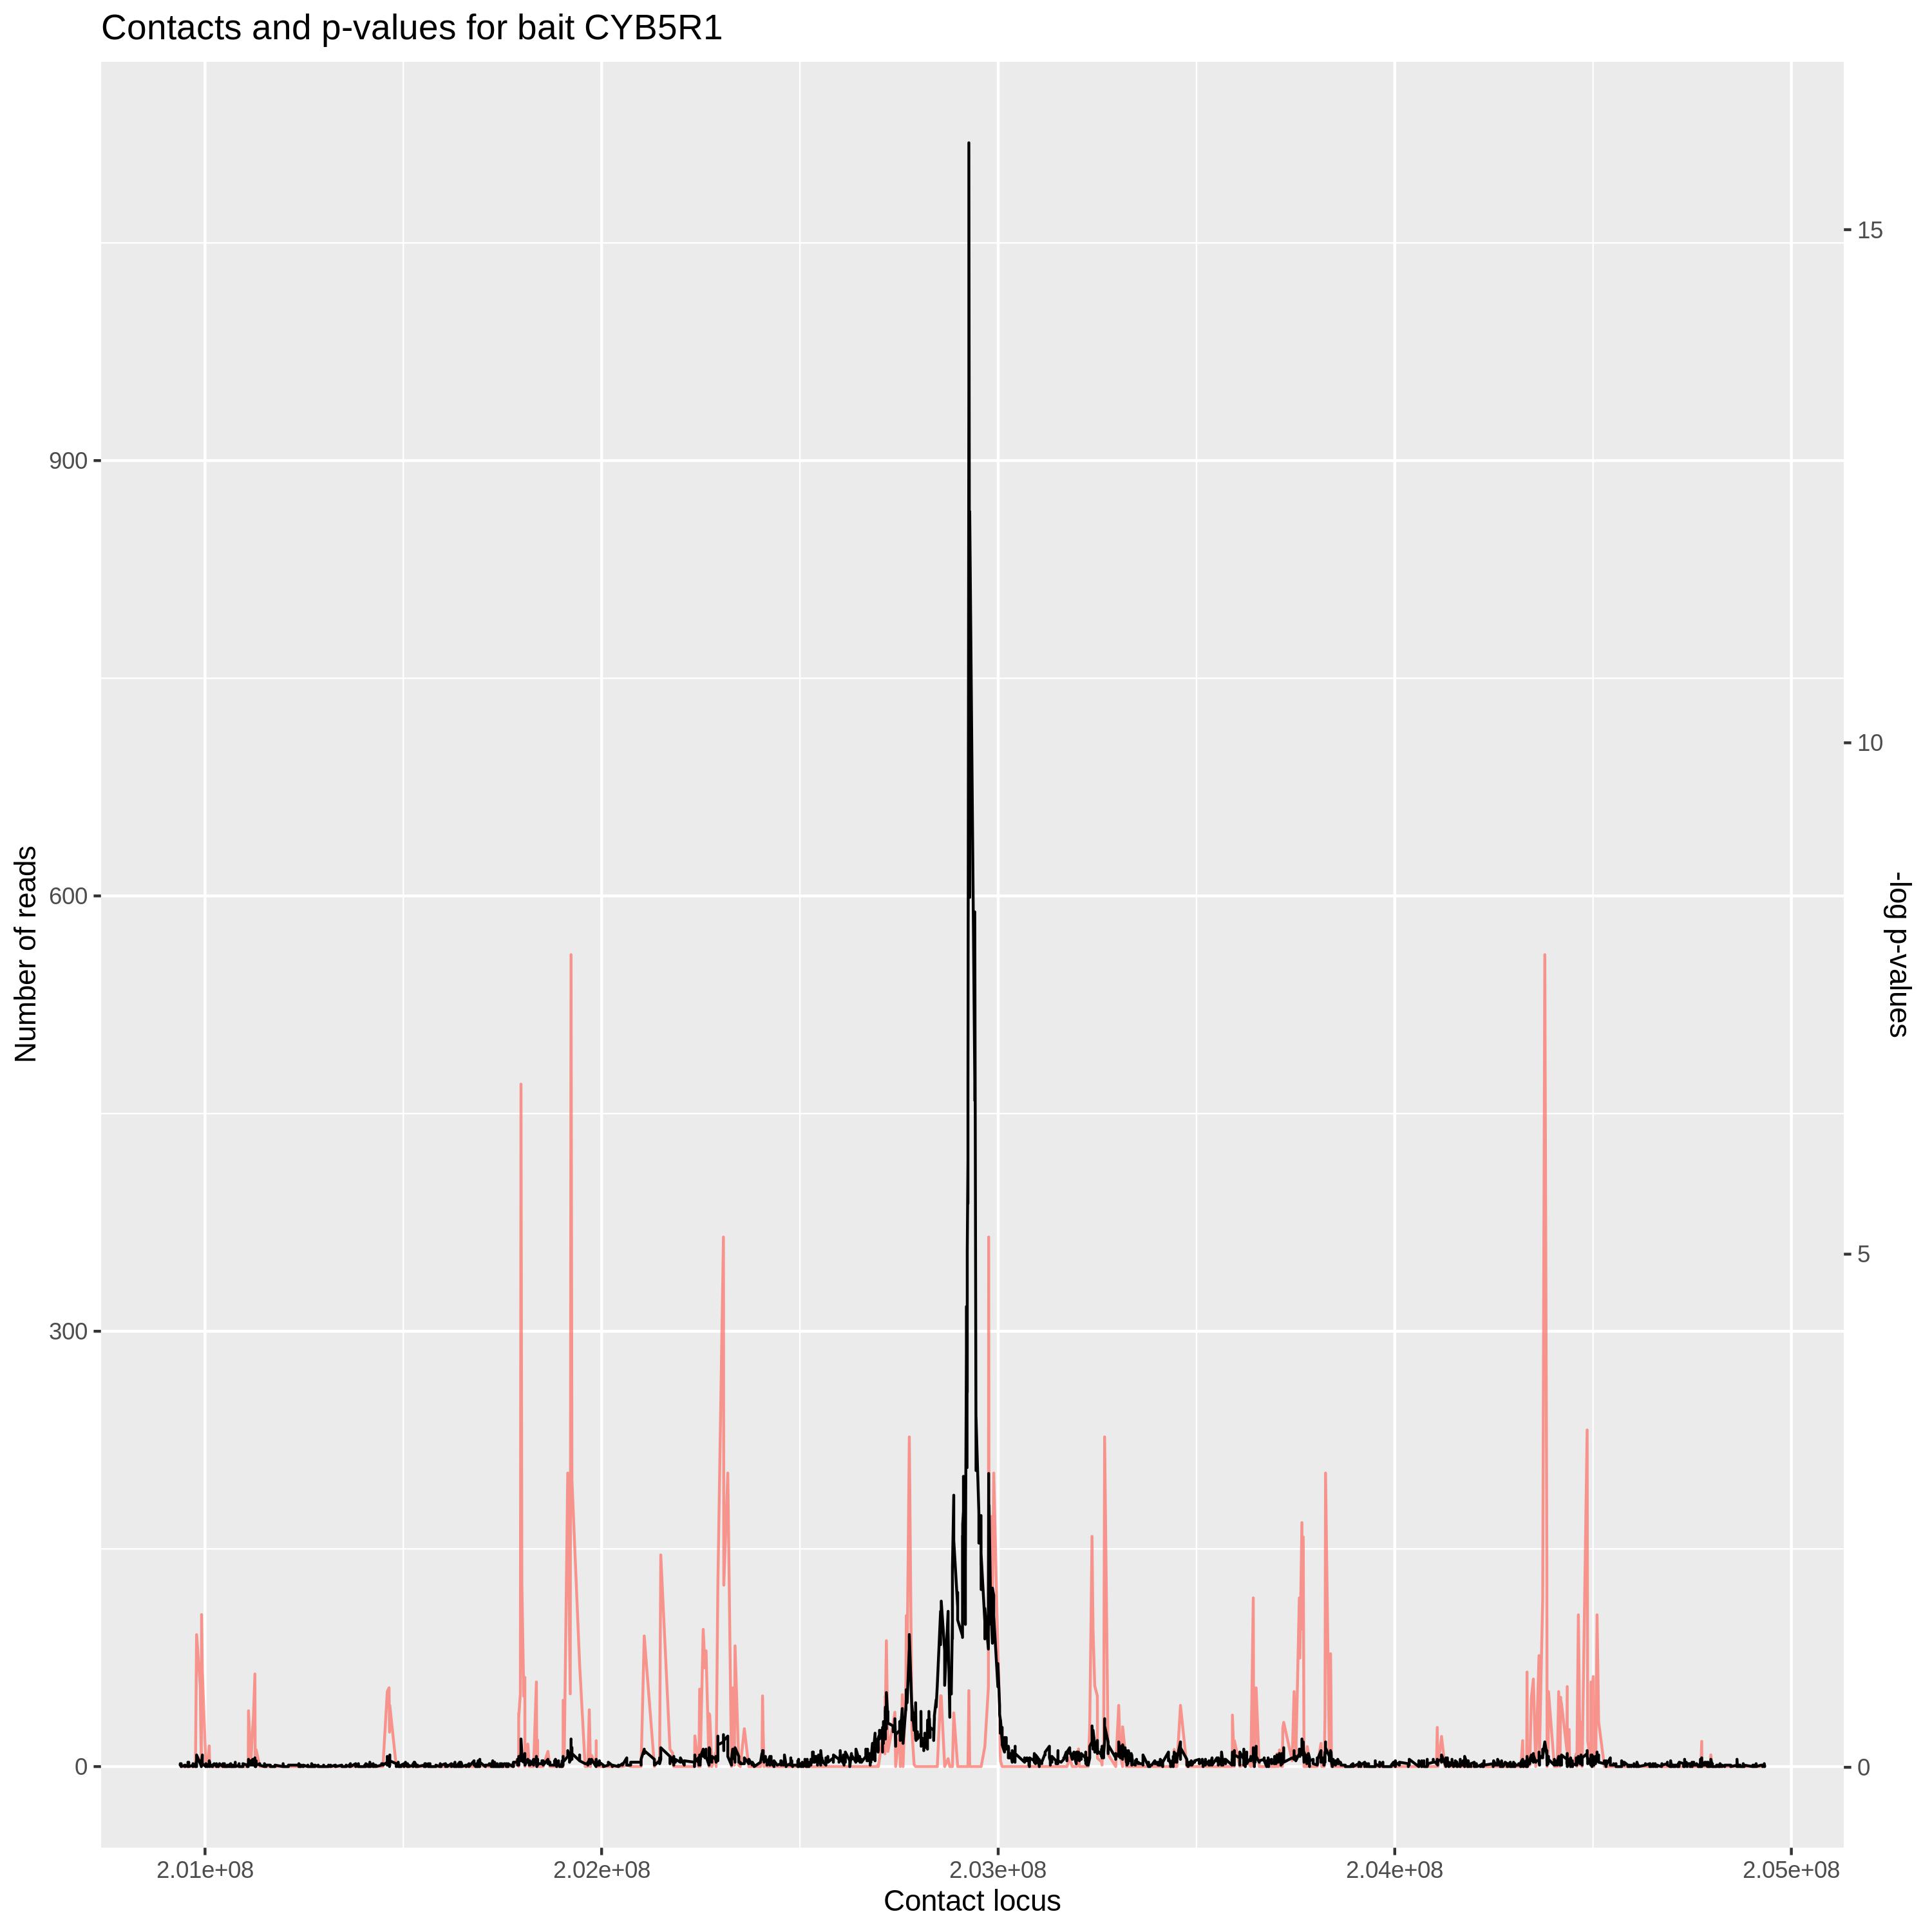 Contacts and p-values for bait CYB5R1
15
900
10
600
Number of reads
-log p-values
5
300
0
0
2.01e+08
2.02e+08
2.03e+08
2.04e+08
2.05e+08
Contact locus